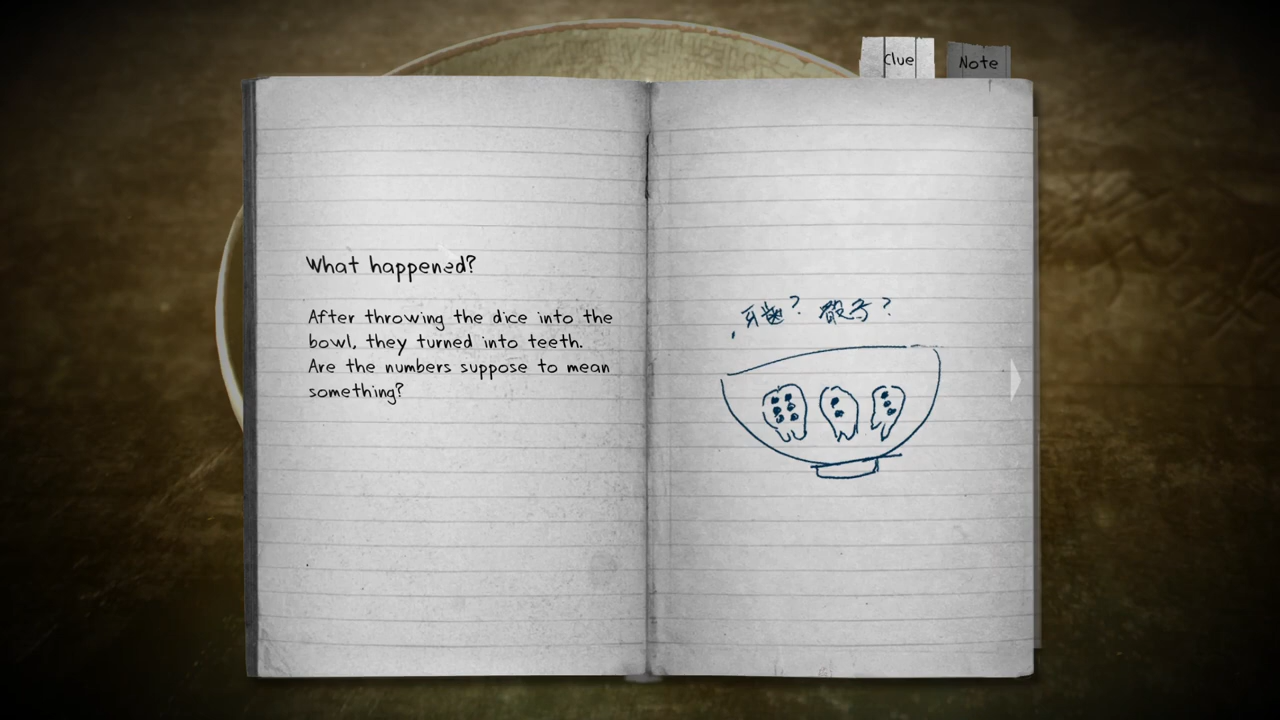 Clue
Note
What happened?
After throwing the dice into the
bowl, they turned into teeth.
Are the numbers suppose to mean
something?
牙齒? 骰子?